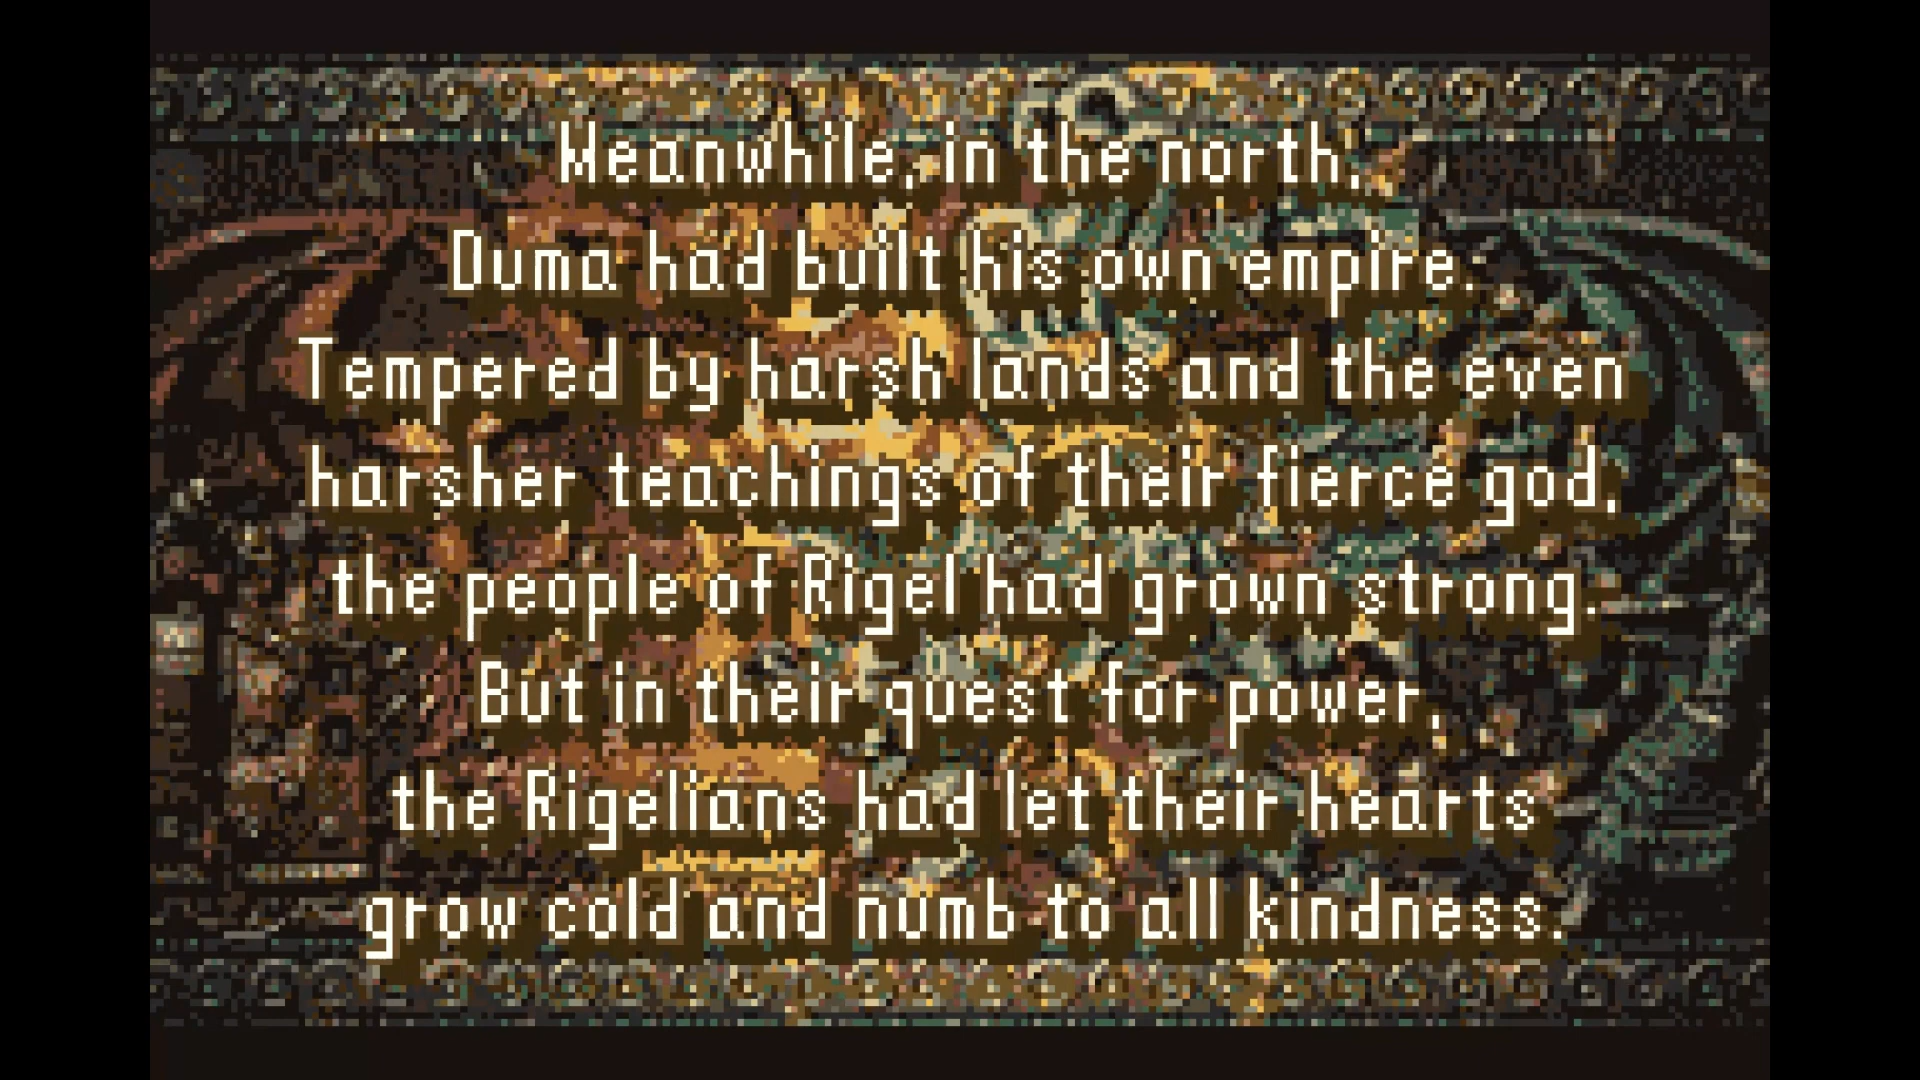 Meanwhile, in the north,
Duma had built his own empire.
Tempered by harsh lands and the even
harsher teachings of their fierce god,
the people of Rigel had grown strong.
But in their quest for power,
the Rigelians had let their hearts
grow cold and numb to all kindness.